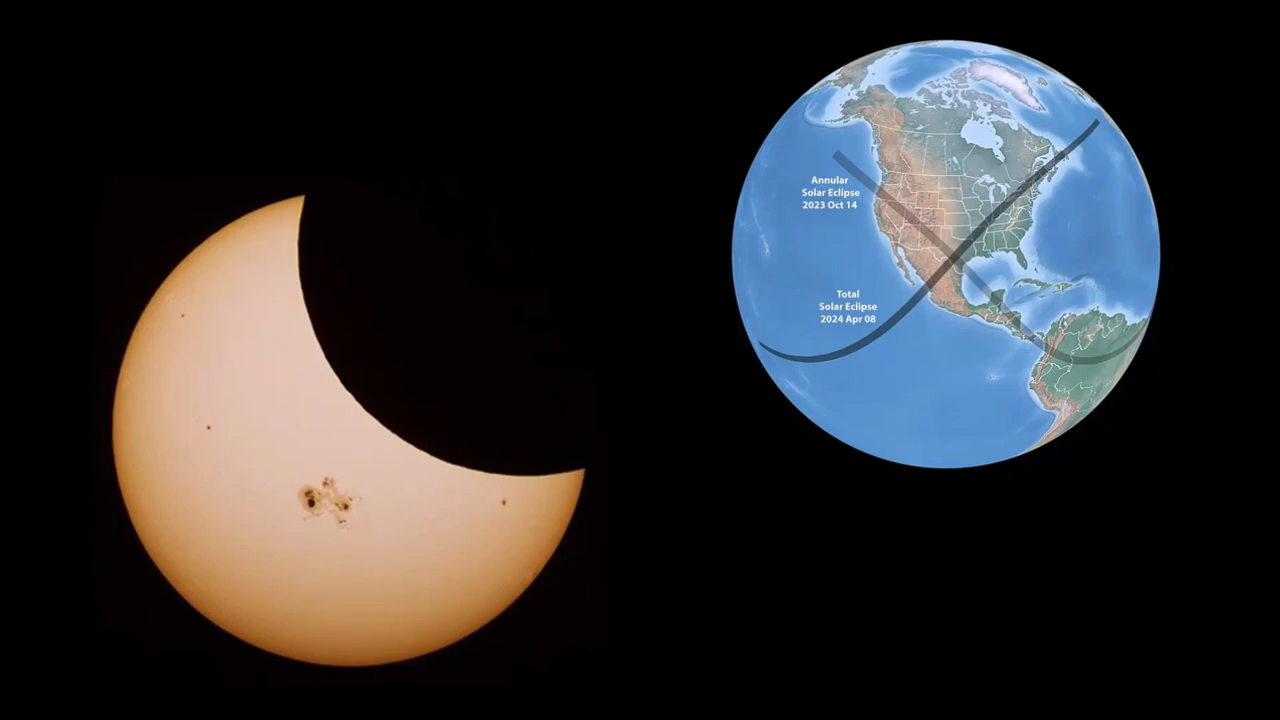 Annular
Solar Eclipse
2023 Oct 14
Total
Solar Eclipse
2024 Apr 08